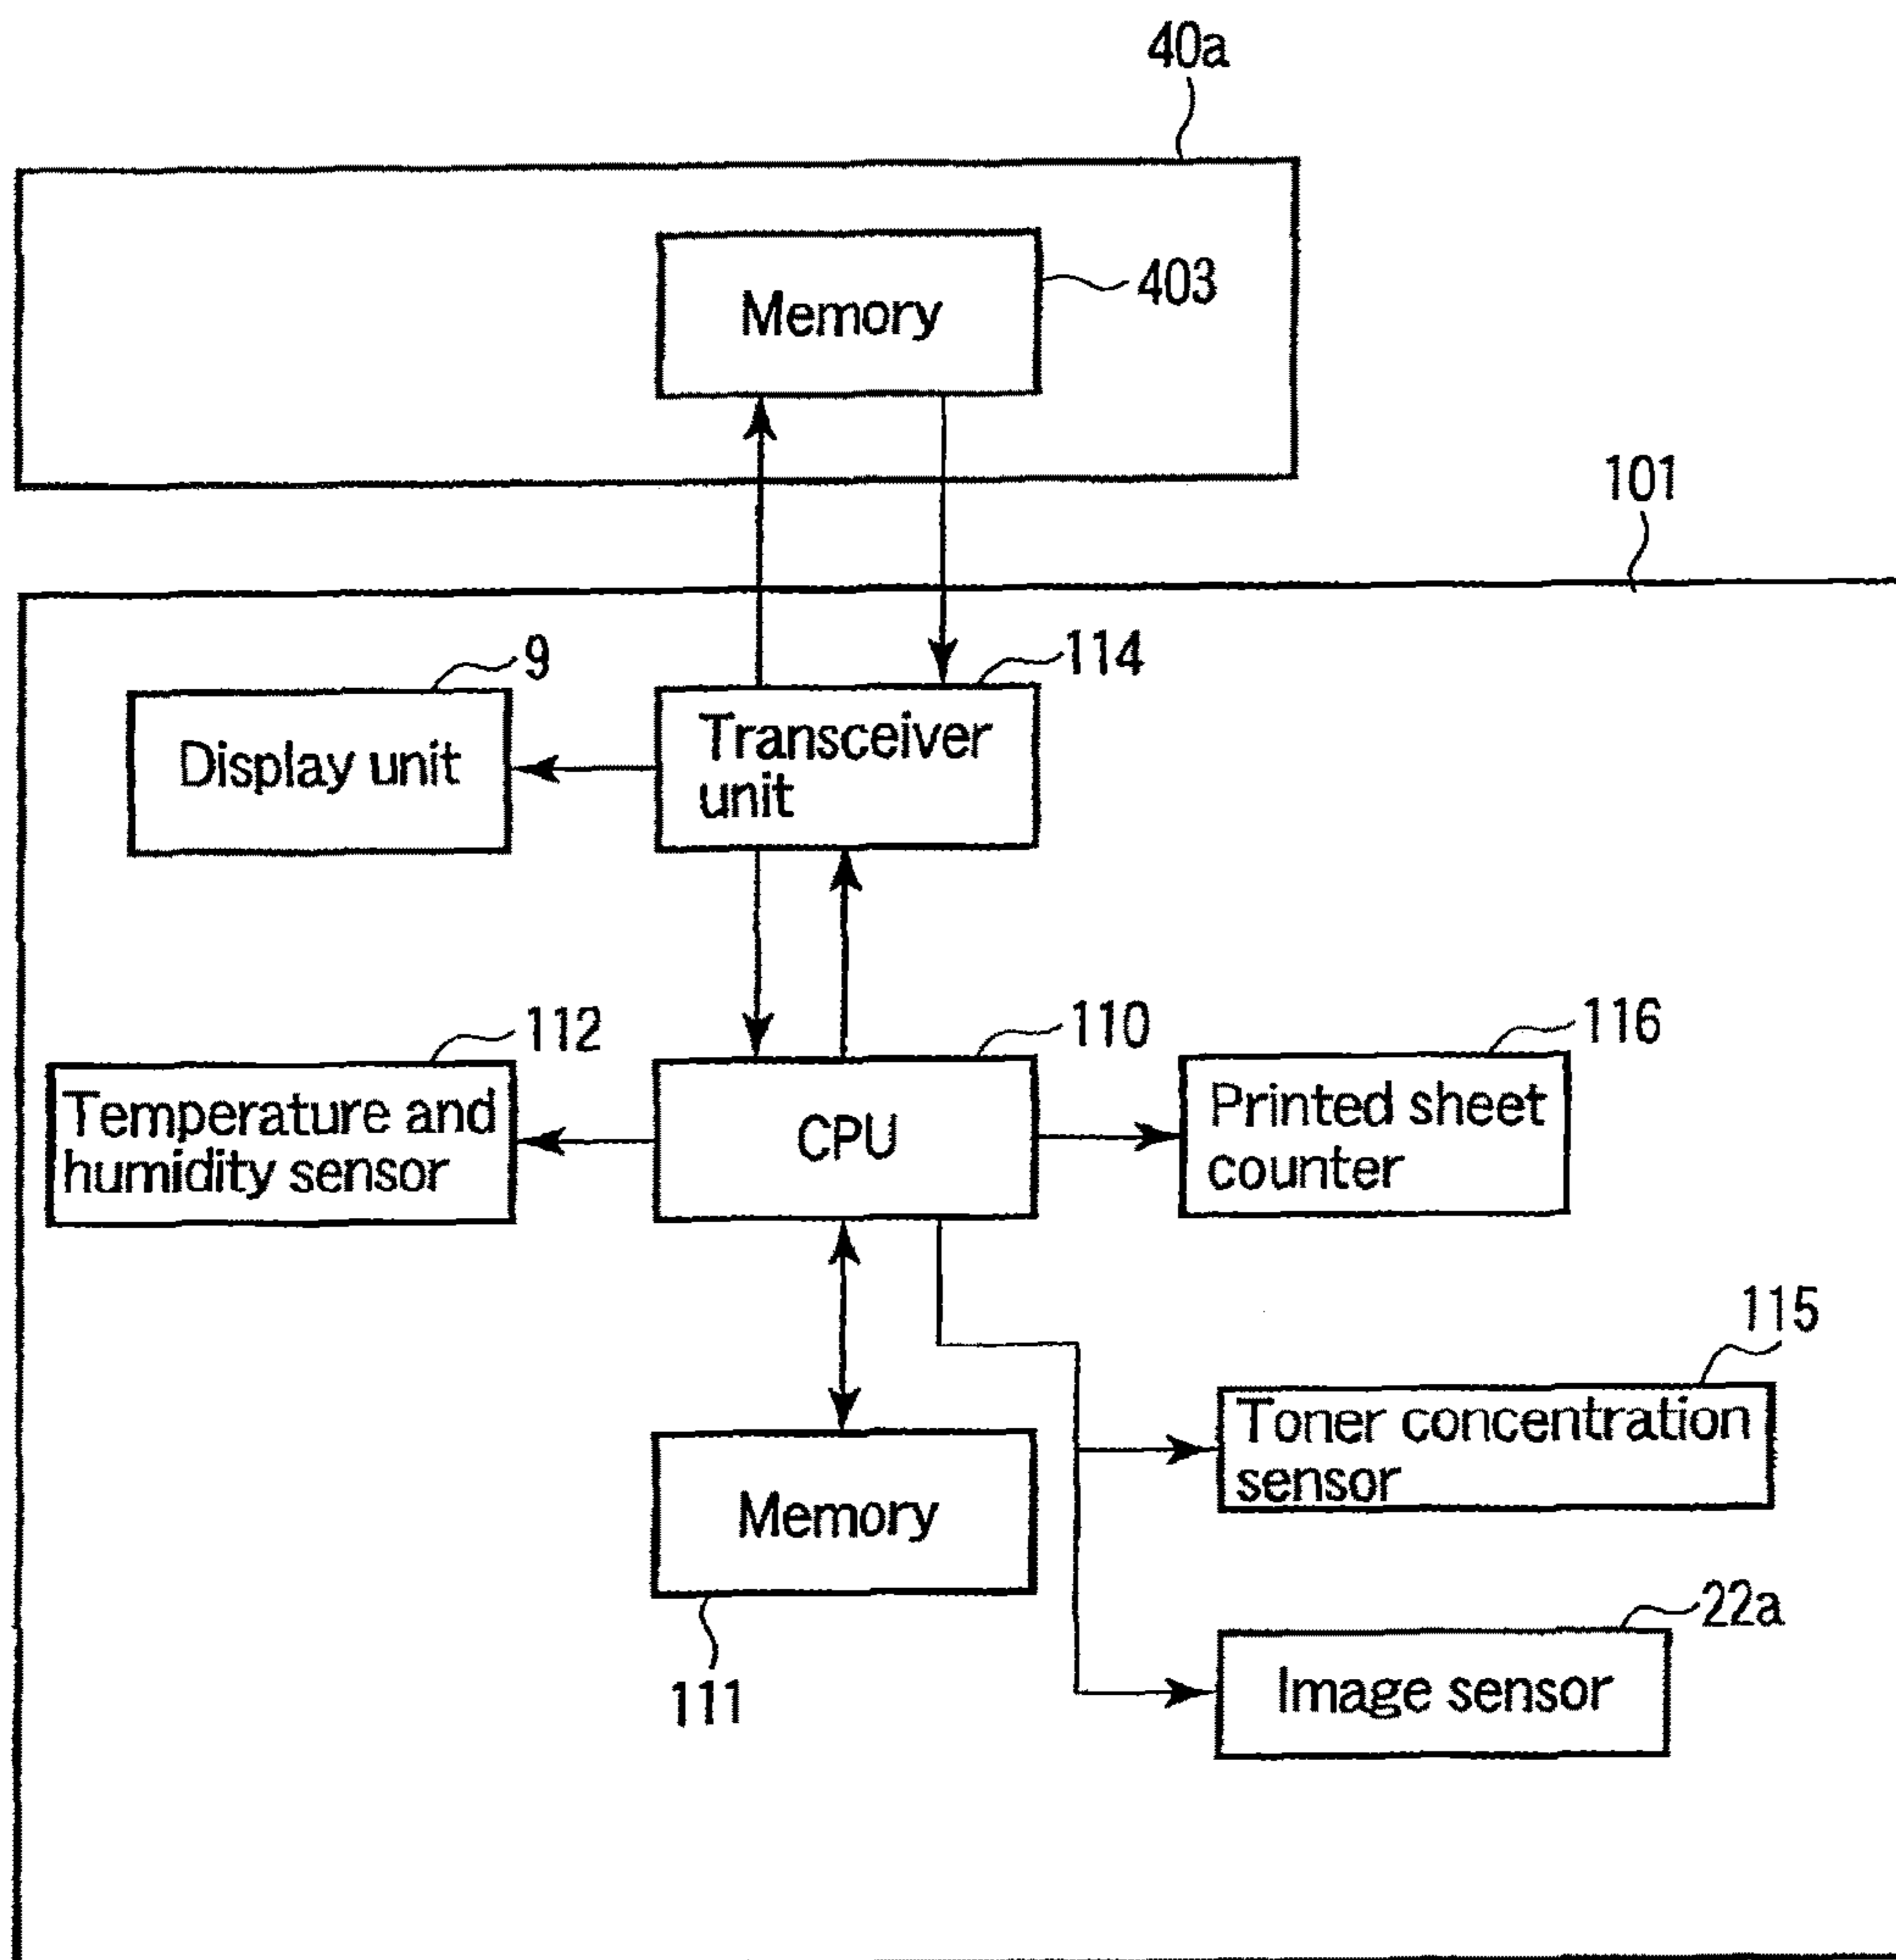 40a
Memory
403
101
9
114
Display unit
Transceiver
unit
112
110
116
Temperature and
humidity sensor
CPU
Printed sheet
counter
115
Toner concentration
sensor
Memory
111
22a
Image sensor